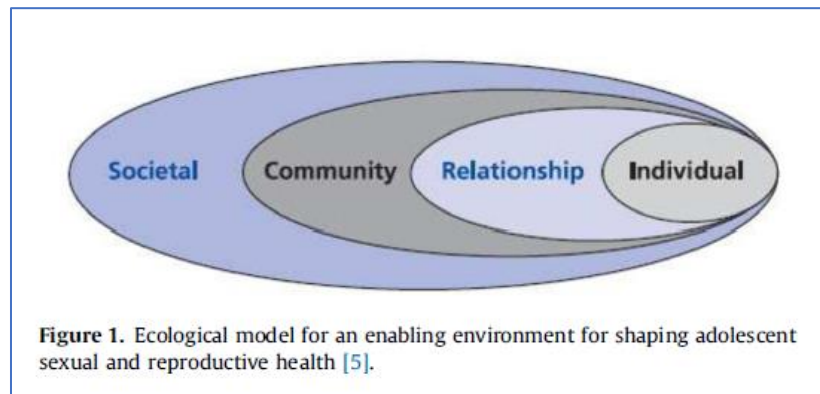 Societal Community Relationship Individual
Figure 1. Ecological model for an enabling environment for shaping adolescent
sexual and reproductive health [5].